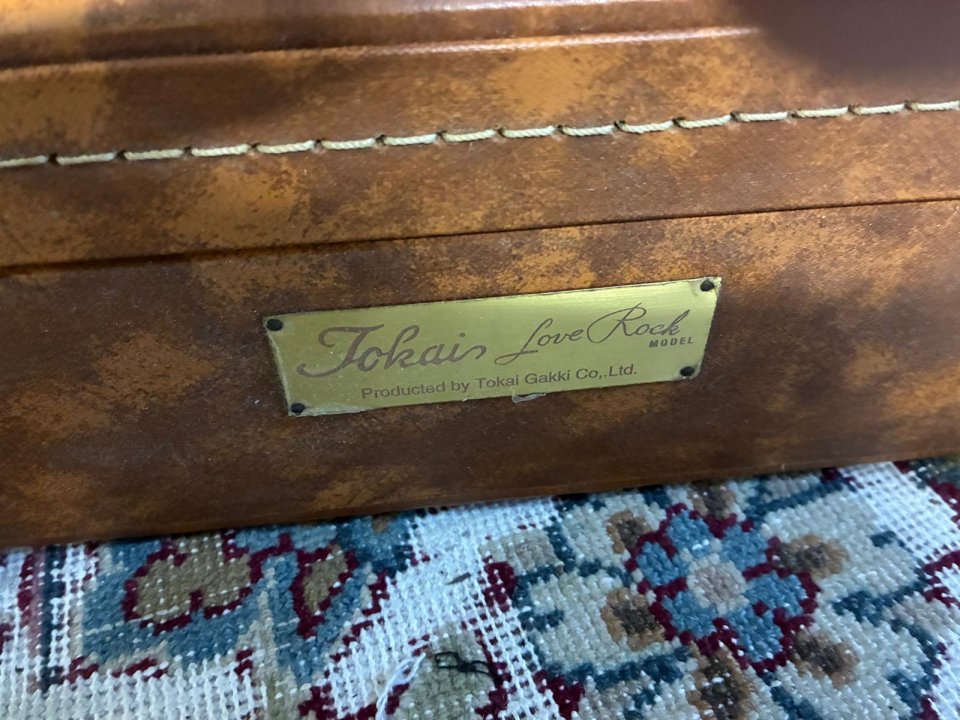 Tokai Love Rock
MODEL
Producted by Tokai Gakki Co,.Ltd.